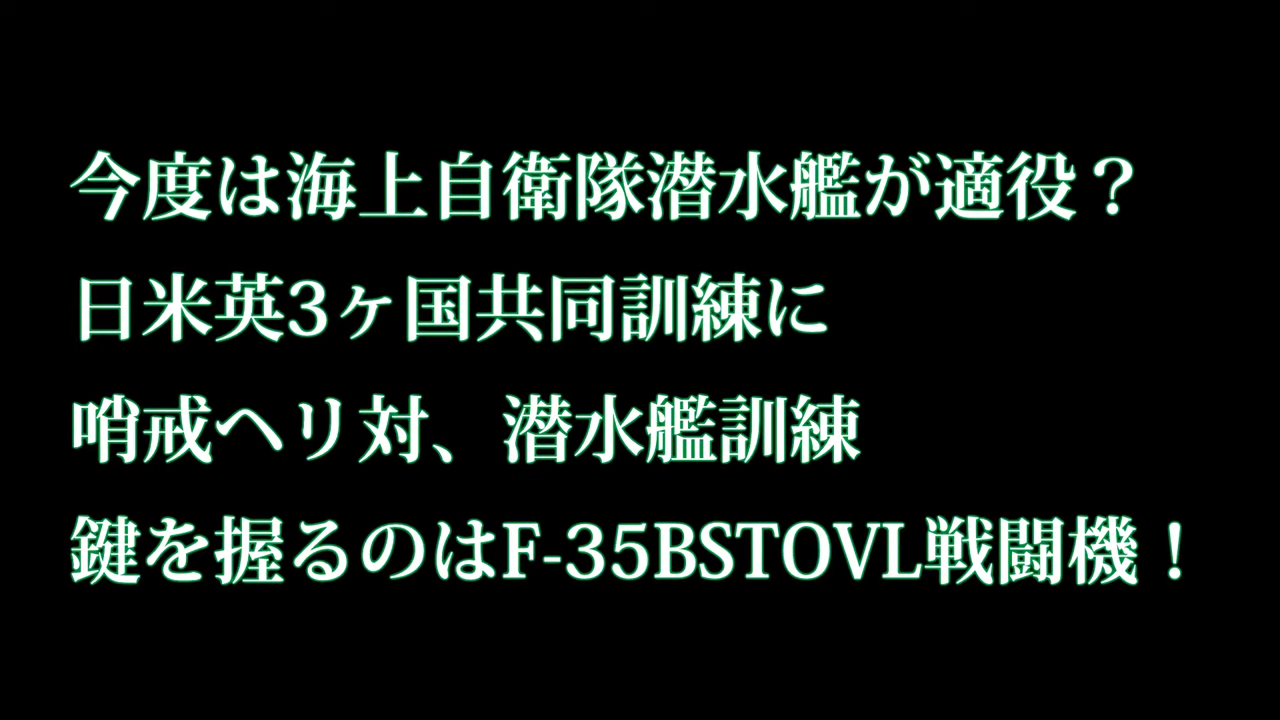 今度は海上自衛隊潜水艦が適役？
日米英3ヶ国共同訓練に
哨戒ヘリ対、潜水艦訓練
鍵を握るのはF-35BSTOVL戦闘機！